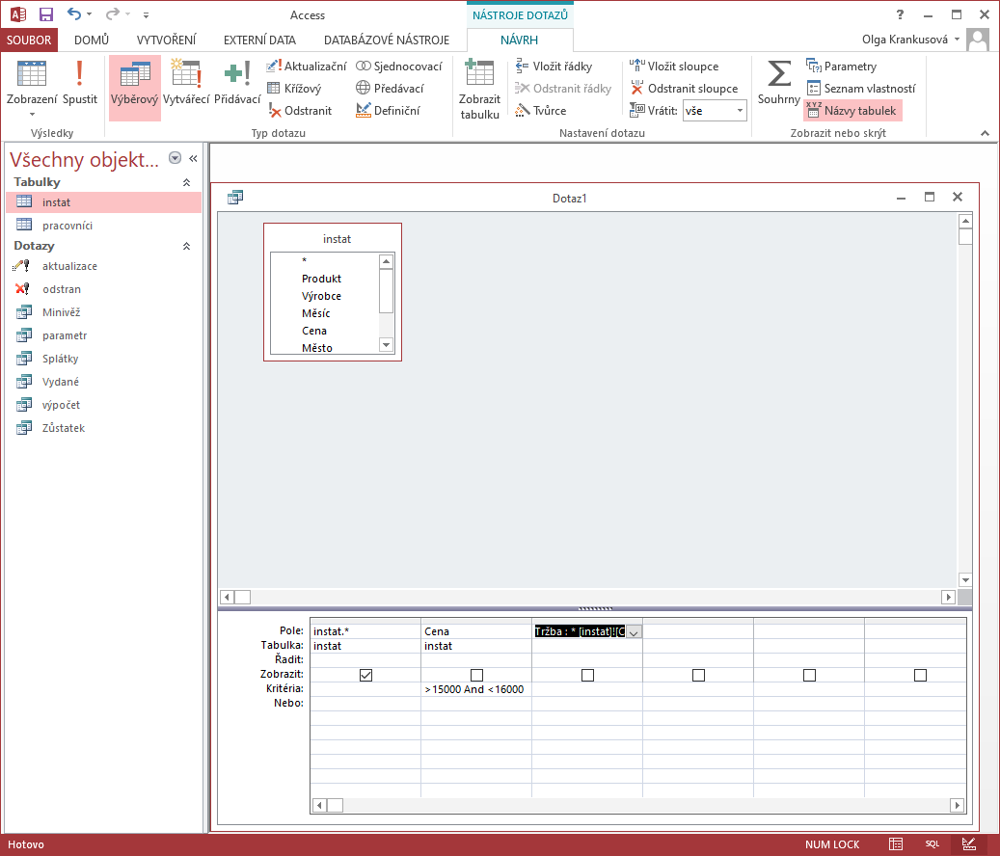 Access
NÁSTROJE DOTAZŮ
?
SOUBOR DOMŮ VYTVOŘENÍ EXTERNÍ DATA DATABÁZOVÉ NÁSTROJE NÁVRH Olga Krankusová
Zobrazení
Spustit
Výsledky
Výběrový
Vytvářecí
Přidávací
Aktualizační
Křížový
Odstranit
Sjednocovací
Předávací
Definiční
Typ dotazu
Zobrazit
tabulku
Vložit řádky
Odstranit řádky
Tvůrce
Vložit sloupce
Odstranit sloupce
Vrátit: vše
Nastavení dotazu
Souhrny
Parametry
Seznam vlastností
XYZ Názvy tabulek
Zobrazit nebo skrýt
Všechny objekt... «
Tabulky
instat
pracovníci
Dotazy
aktualizace
odstran
Minivěž
parametr
Splátky
Vydané
výpočet
Zůstatek
Dotaz1
instat
*
Produkt
Výrobce
Měsíc
Cena
Město
Pole: instat.* Cena Tržba : * [instat]![C
Tabulka: instat instat
Řadit:
Zobrazit:
Kritéria: >15000 And <16000
Nebo:
Hotovo NUM LOCK SQL